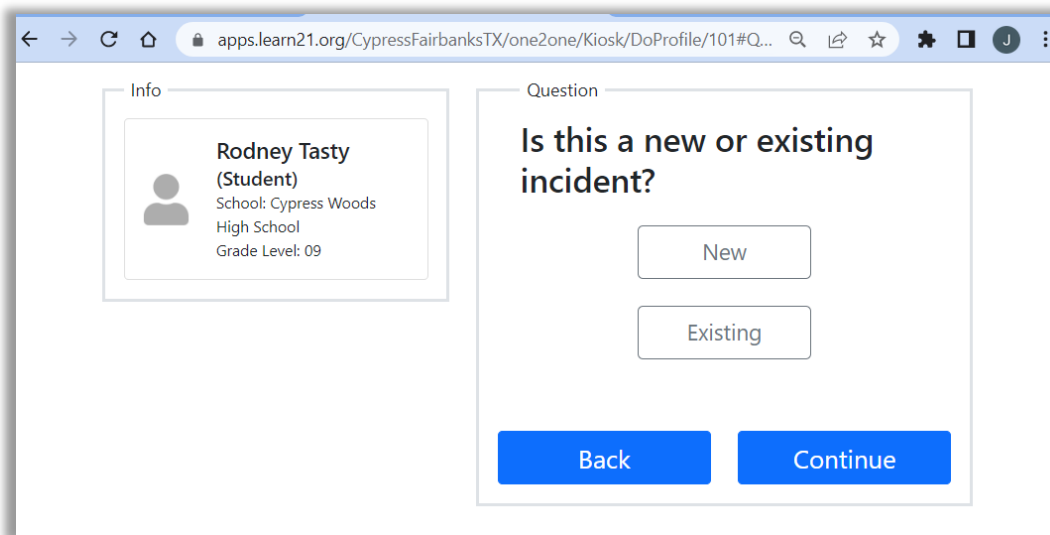 apps.learn21.org/CypressFairbanksTX/one2one/Kiosk/DoProfile/101#Q...
J
Info
Rodney Tasty
(Student)
School: Cypress Woods
High School
Grade Level: 09
Question
Is this a new or existing
incident?
New
Existing
Back
Continue